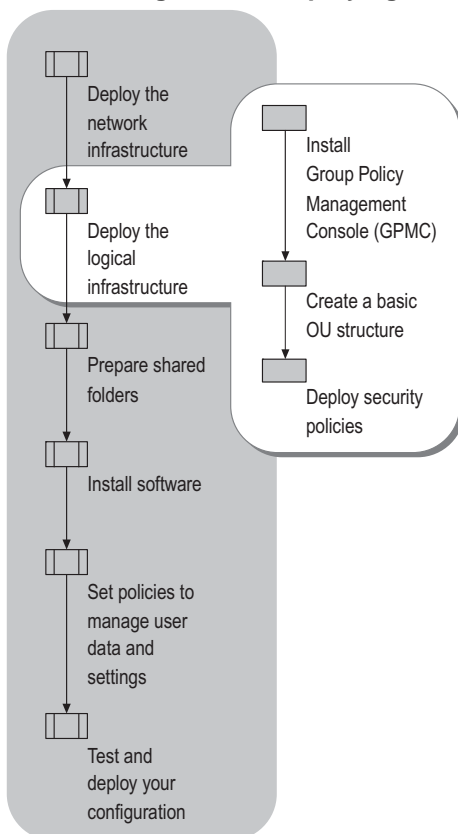 Deploy the
network
infrastructure
Deploy the
logical
infrastructure
Prepare shared
folders
Install software
Set policies to
manage user
data and
settings
Test and
deploy your
configuration
Install
Group Policy
Management
Console (GPMC)
Create a basic
OU structure
Deploy security
policies